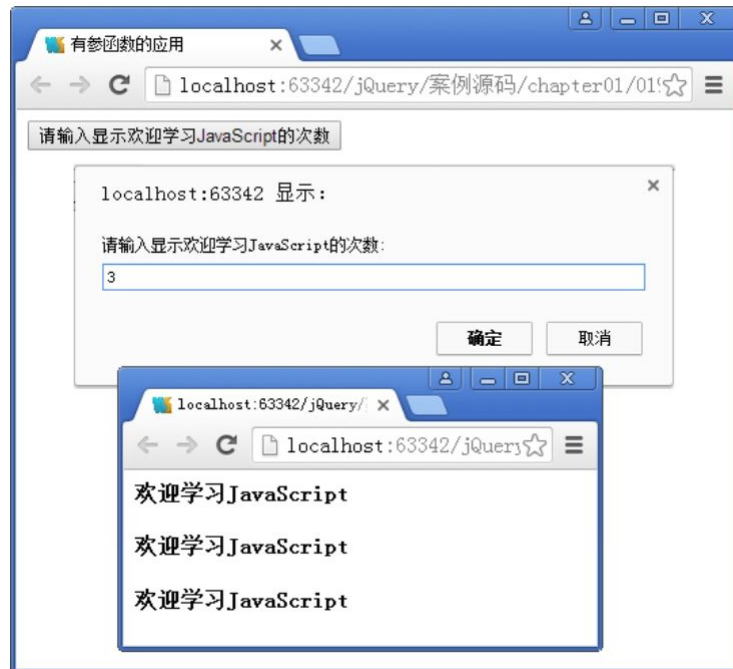 有参函数的应用
localhost:63342/jQuery/案例源码/chapter01/01
请输入显示欢迎学习JavaScript的次数
localhost:63342 显示:
请输入显示欢迎学习JavaScript的次数:
3
确定
取消
localhost:63342/jQuery/
localhost:63342/jQuery
欢迎学习JavaScript
欢迎学习JavaScript
欢迎学习JavaScript